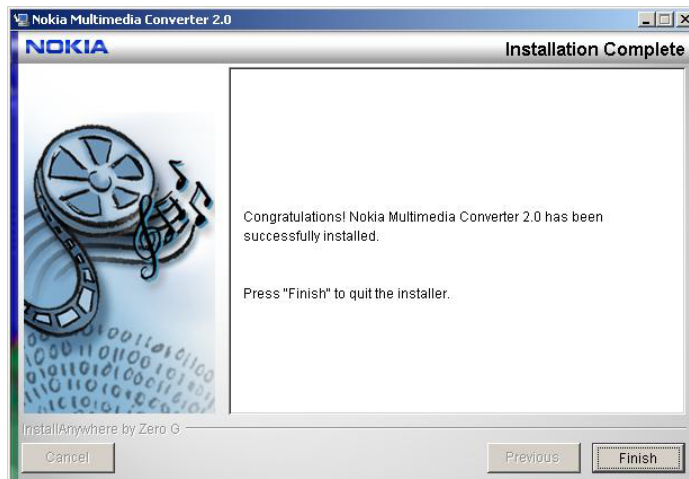 Nokia Multimedia Converter 2.0
NOKIA
Installation Complete
Congratulations! Nokia Multimedia Converter 2.0 has been
successfully installed.
Press "Finish" to quit the installer.
InstallAnywhere by Zero G
Cancel
Previous
Finish